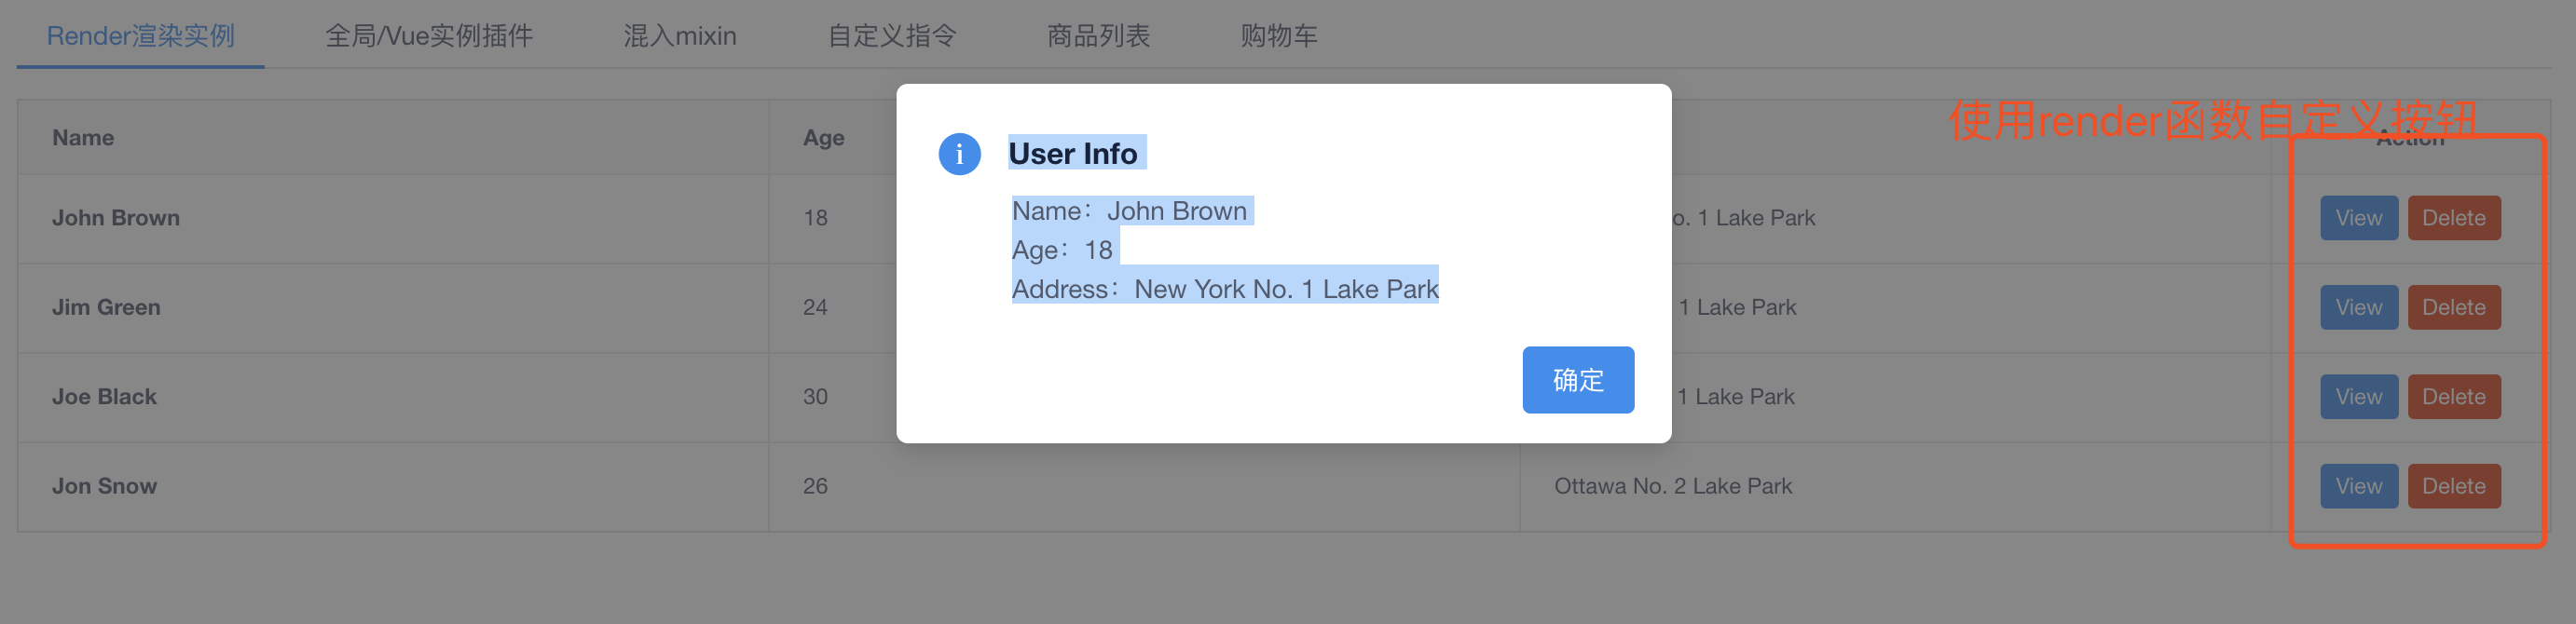 Render渲染实例 全局/Vue实例插件 混入mixin 自定义指令 商品列表 购物车
使用render函数自定义按钮
Name Age Action
John Brown 18 o. 1 Lake Park View Delete
Jim Green 24 1 Lake Park View Delete
Joe Black 30 1 Lake Park View Delete
Jon Snow 26 Ottawa No. 2 Lake Park View Delete
i User Info
Name：John Brown
Age：18
Address：New York No. 1 Lake Park
确定